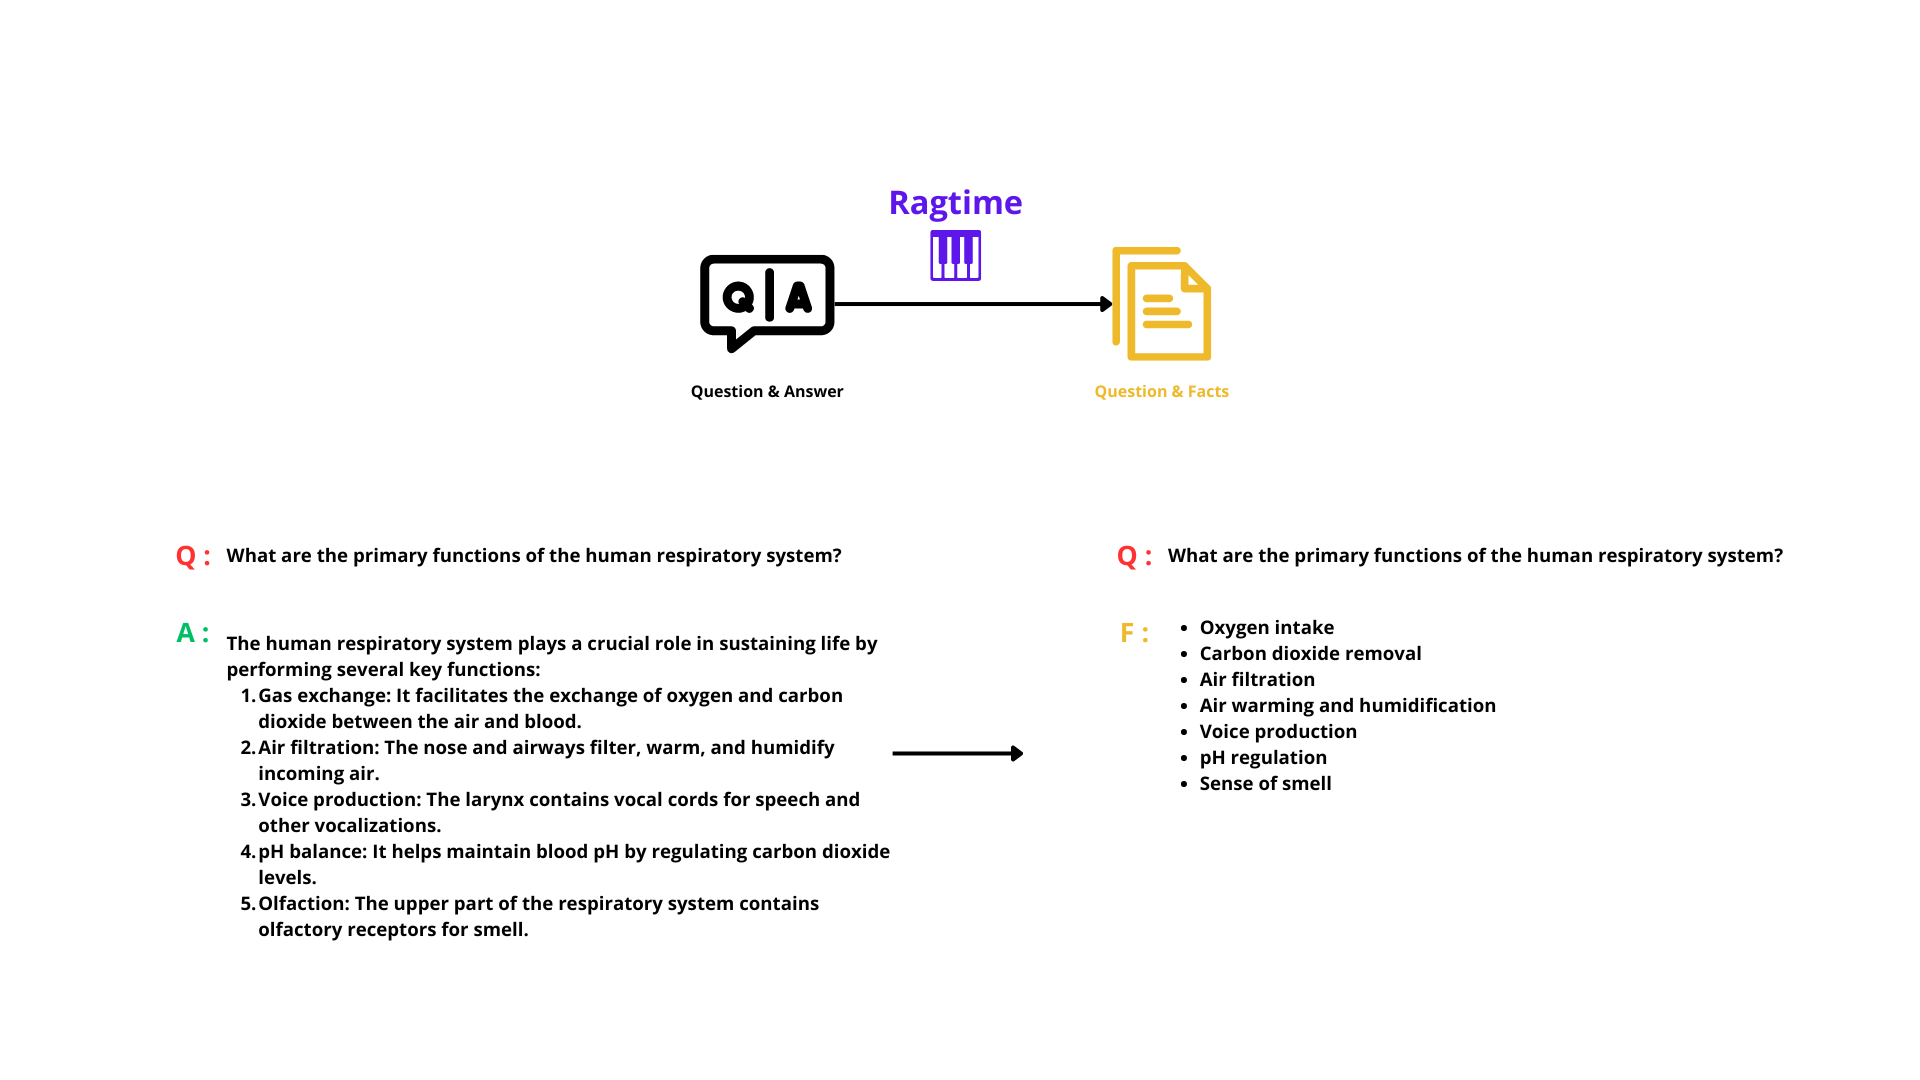 Ragtime
Q|A
Question & Answer
Question & Facts
Q : What are the primary functions of the human respiratory system?
A : The human respiratory system plays a crucial role in sustaining life by
performing several key functions:
1. Gas exchange: It facilitates the exchange of oxygen and carbon
dioxide between the air and blood.
2. Air filtration: The nose and airways filter, warm, and humidify
incoming air.
3. Voice production: The larynx contains vocal cords for speech and
other vocalizations.
4. pH balance: It helps maintain blood pH by regulating carbon dioxide
levels.
5. Olfaction: The upper part of the respiratory system contains
olfactory receptors for smell.
Q : What are the primary functions of the human respiratory system?
F : • Oxygen intake
• Carbon dioxide removal
• Air filtration
• Air warming and humidification
• Voice production
• pH regulation
• Sense of smell